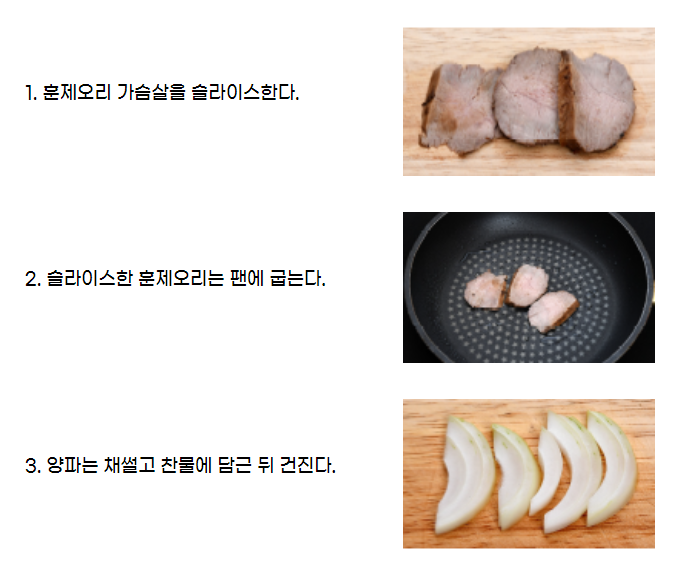 1. 훈제오리 가슴살을 슬라이스한다.
2. 슬라이스한 훈제오리는 팬에 굽는다.
3. 양파는 채썰고 찬물에 담근 뒤 건진다.